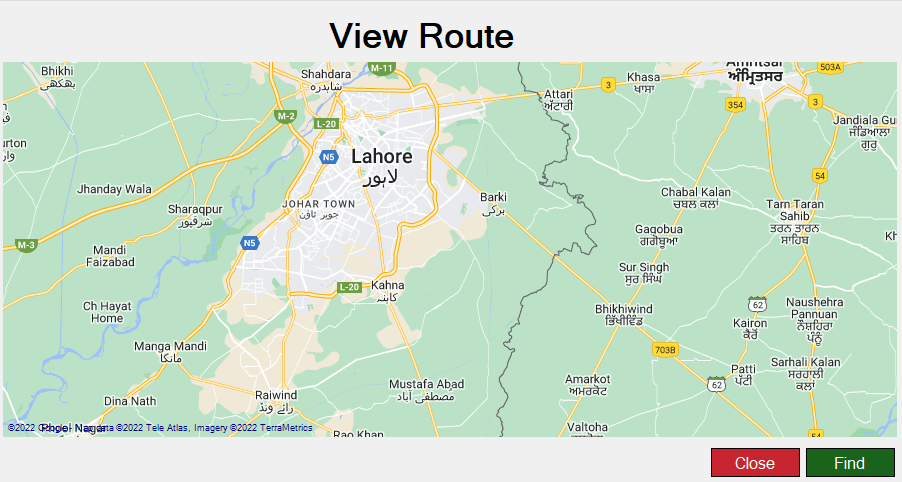 View Route
Bhikhi
بھکھی
Shahdara
شاہدرہ
M-11
Khasa
ਖਾਸਾ
Amritsar
ਅੰਮ੍ਰਿਤਸਰ
503A
3
Attari
ਅੱਟਾਰੀ
354
3
M-2
L-20
Jandiala Gu
ਜੰਡਿਆਲਾ
ਗੁਰੂ
urton
وار
N5
Lahore
لاہور
54
Jhanday Wala
Chabal Kalan
ਚਬਲ ਕਲਾਂ
Barki
برکی
Sharaqpur
شرقپور
JOHAR TOWN
جوہر ٹاؤن
Tarn Taran
Sahib
ਤਰਨ ਤਾਰਨ
ਸਾਹਿਬ
Gagobua
ਗਗੋਬੂਆ
Kh
M-3
N5
Mandi
Faizabad
Sur Singh
ਸੁਰ ਸਿੰਘ
L-20
Kahna
کاہنہ
Ch Hayat
Home
Bhikhiwind
ਭਿੱਖੀਵਿੰਡ
62
Naushehra
Pannuan
ਨੌਸ਼ਹਿਰਾ
ਪੰਨੂੰ
Kairon
ਕੈਰੋਂ
Manga Mandi
مانگا
703B
Patti
ਪੱਟੀ
Sarhali Kalan
ਸਰਹਾਲੀ
ਕਲਾਂ
62
Mustafa Abad
مصطفی آباد
Amarkot
ਅਮਰਕੋਟ
Raiwind
رائے ونڈ
Dina Nath
Valtoha
Phool Nagar
Rao Khan
54
©2022 Google - Map data ©2022 Tele Atlas, Imagery ©2022 TerraMetrics
Close
Find